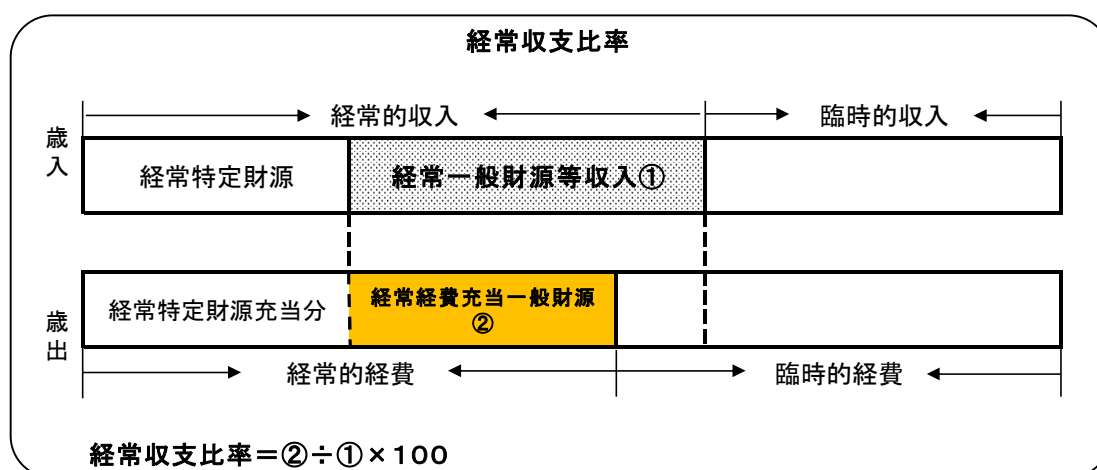 経常収支比率
経常的収入
臨時的収入
歳入
経常特定財源
経常一般財源等収入①
歳出
経常特定財源充当分
経常経費充当一般財源
②
経常的経費
臨時的経費
経常収支比率＝②÷①×１００